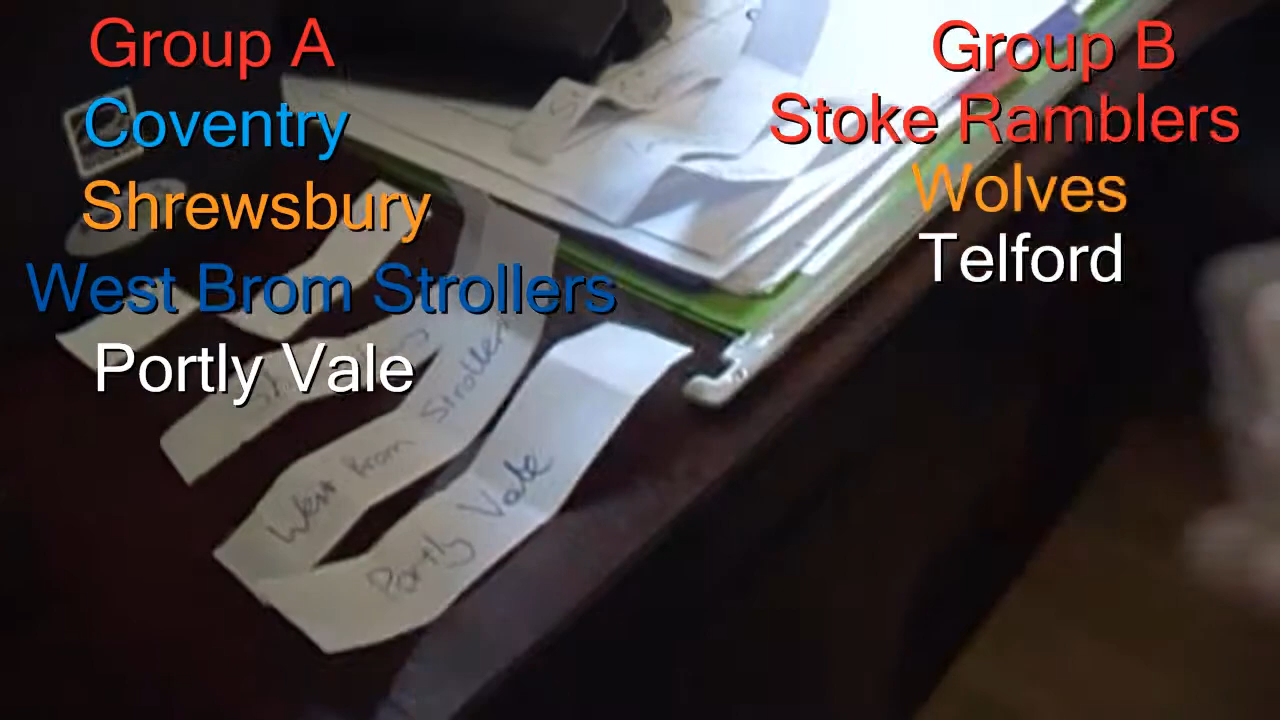 Group A
Coventry
Shrewsbury
West Brom Strollers
Portly Vale
Group B
Stoke Ramblers
Wolves
Telford
West Brom Strollers
Portly Vale